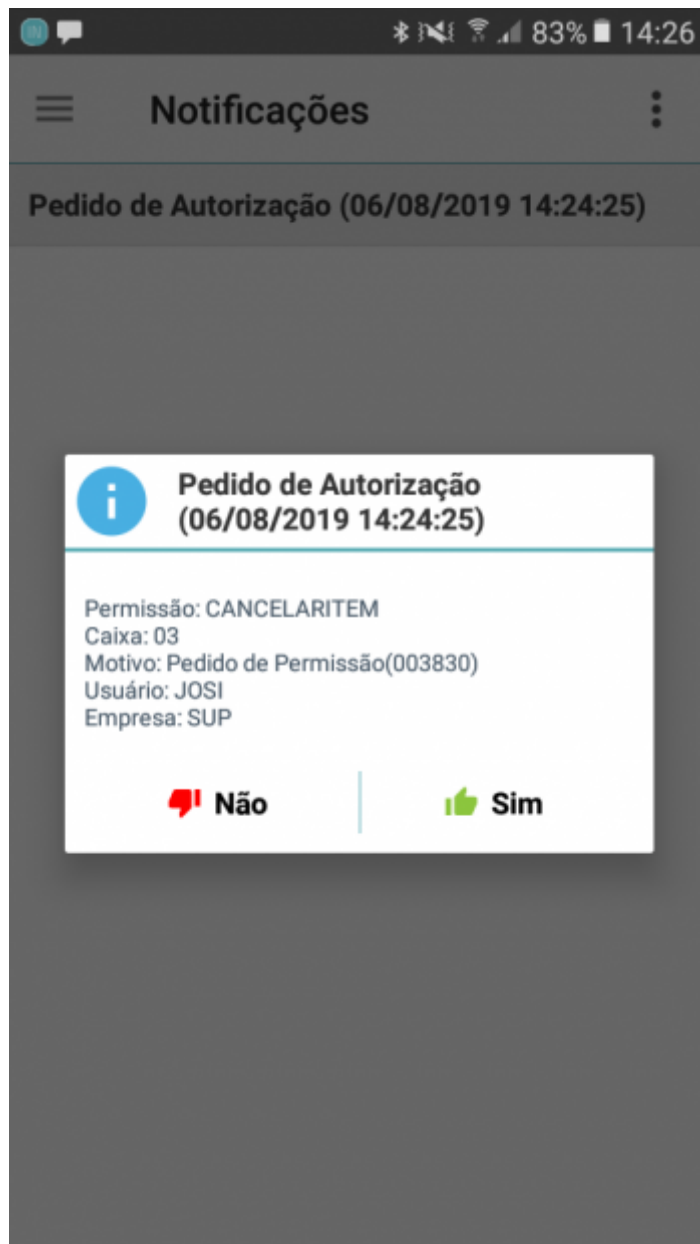 IN
83% 14:26
Notificações
Pedido de Autorização (06/08/2019 14:24:25)
Pedido de Autorização
(06/08/2019 14:24:25)
Permissão: CANCELARITEM
Caixa: 03
Motivo: Pedido de Permissão(003830)
Usuário: JOSI
Empresa: SUP
Não
Sim